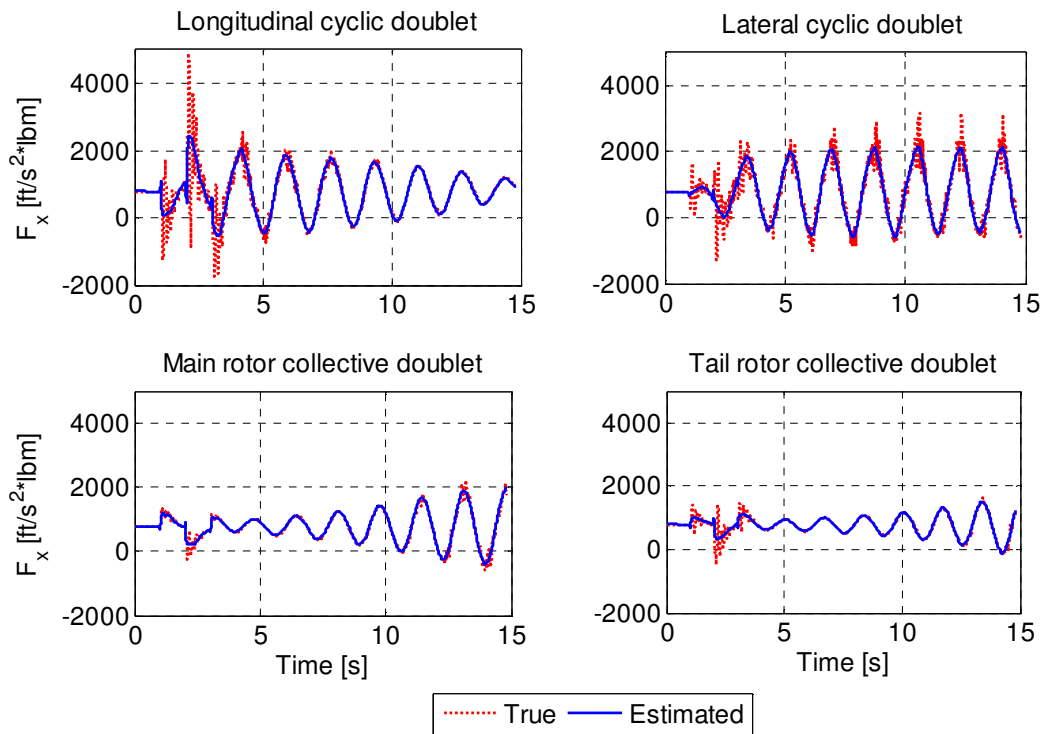 Longitudinal cyclic doublet
Lateral cyclic doublet
F_x [ft/s^2*lbm]
4000
2000
0
-2000
0 5 10 15
4000
2000
0
-2000
0 5 10 15
Main rotor collective doublet
Tail rotor collective doublet
F_x [ft/s^2*lbm]
4000
2000
0
-2000
0 5 10 15
Time [s]
4000
2000
0
-2000
0 5 10 15
Time [s]
True Estimated